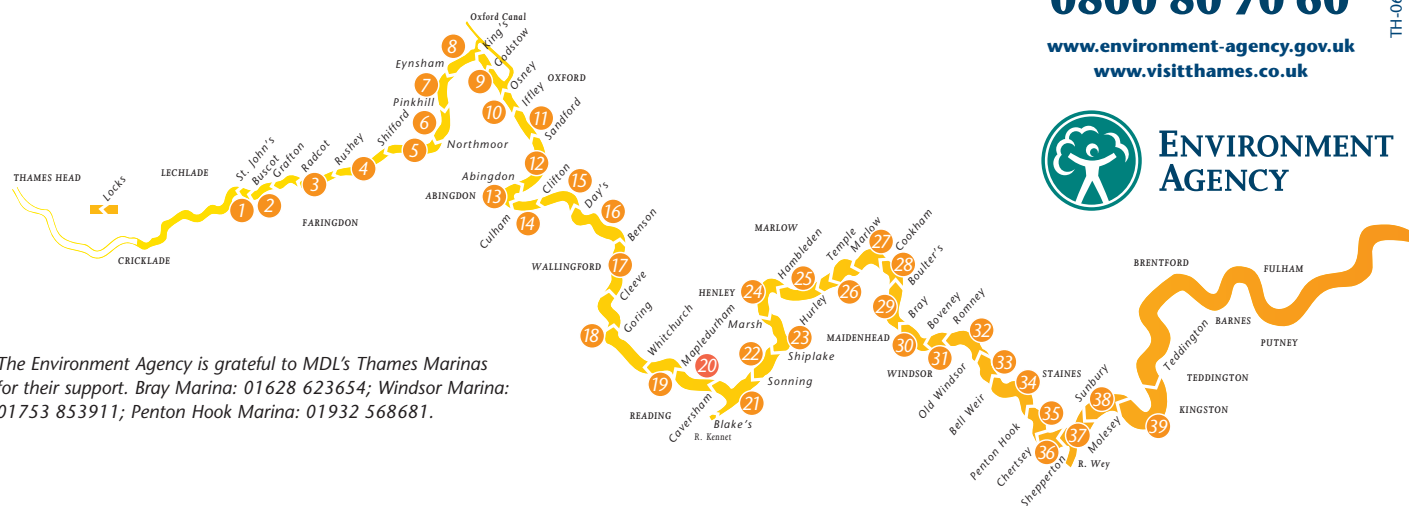 0800 80 70 60
www.environment-agency.gov.uk
www.visitthames.co.uk
TH-06
ENVIRONMENT
AGENCY
THAMES HEAD
Locks
CRICKLADE
LECHLADE
St. John's
1
Buscot
2
Grafton
Radcot
3
FARINGDON
Rushey
4
Shifford
5
Northmoor
6
Pinkhill
7
Eynsham
8
Oxford Canal
King's
9
Godstow
10
Osney
OXFORD
Iffley
11
Sandford
12
Abingdon
ABINGDON
13
Culham
14
Clifton
15
Day's
16
Benson
17
WALLINGFORD
Cleeve
18
Goring
Whitchurch
19
Mapledurham
20
READING
Caversham
21
Blake's
R. Kennet
Sonning
22
Shiplake
23
Marsh
HENLEY
24
Hambleden
MARLOW
25
Hurley
Temple
26
Marlow
27
Cookham
28
Boulter's
29
MAIDENHEAD
Bray
30
Boveney
31
WINDSOR
Romney
32
Old Windsor
33
Bell Weir
34
STAINES
Penton Hook
35
Chertsey
36
Shepperton
37
R. Wey
Sunbury
38
Molesey
39
KINGSTON
TEDDINGTON
Teddington
BRENTFORD
BARNES
FULHAM
PUTNEY
The Environment Agency is grateful to MDL's Thames Marinas
for their support. Bray Marina: 01628 623654; Windsor Marina:
01753 853911; Penton Hook Marina: 01932 568681.